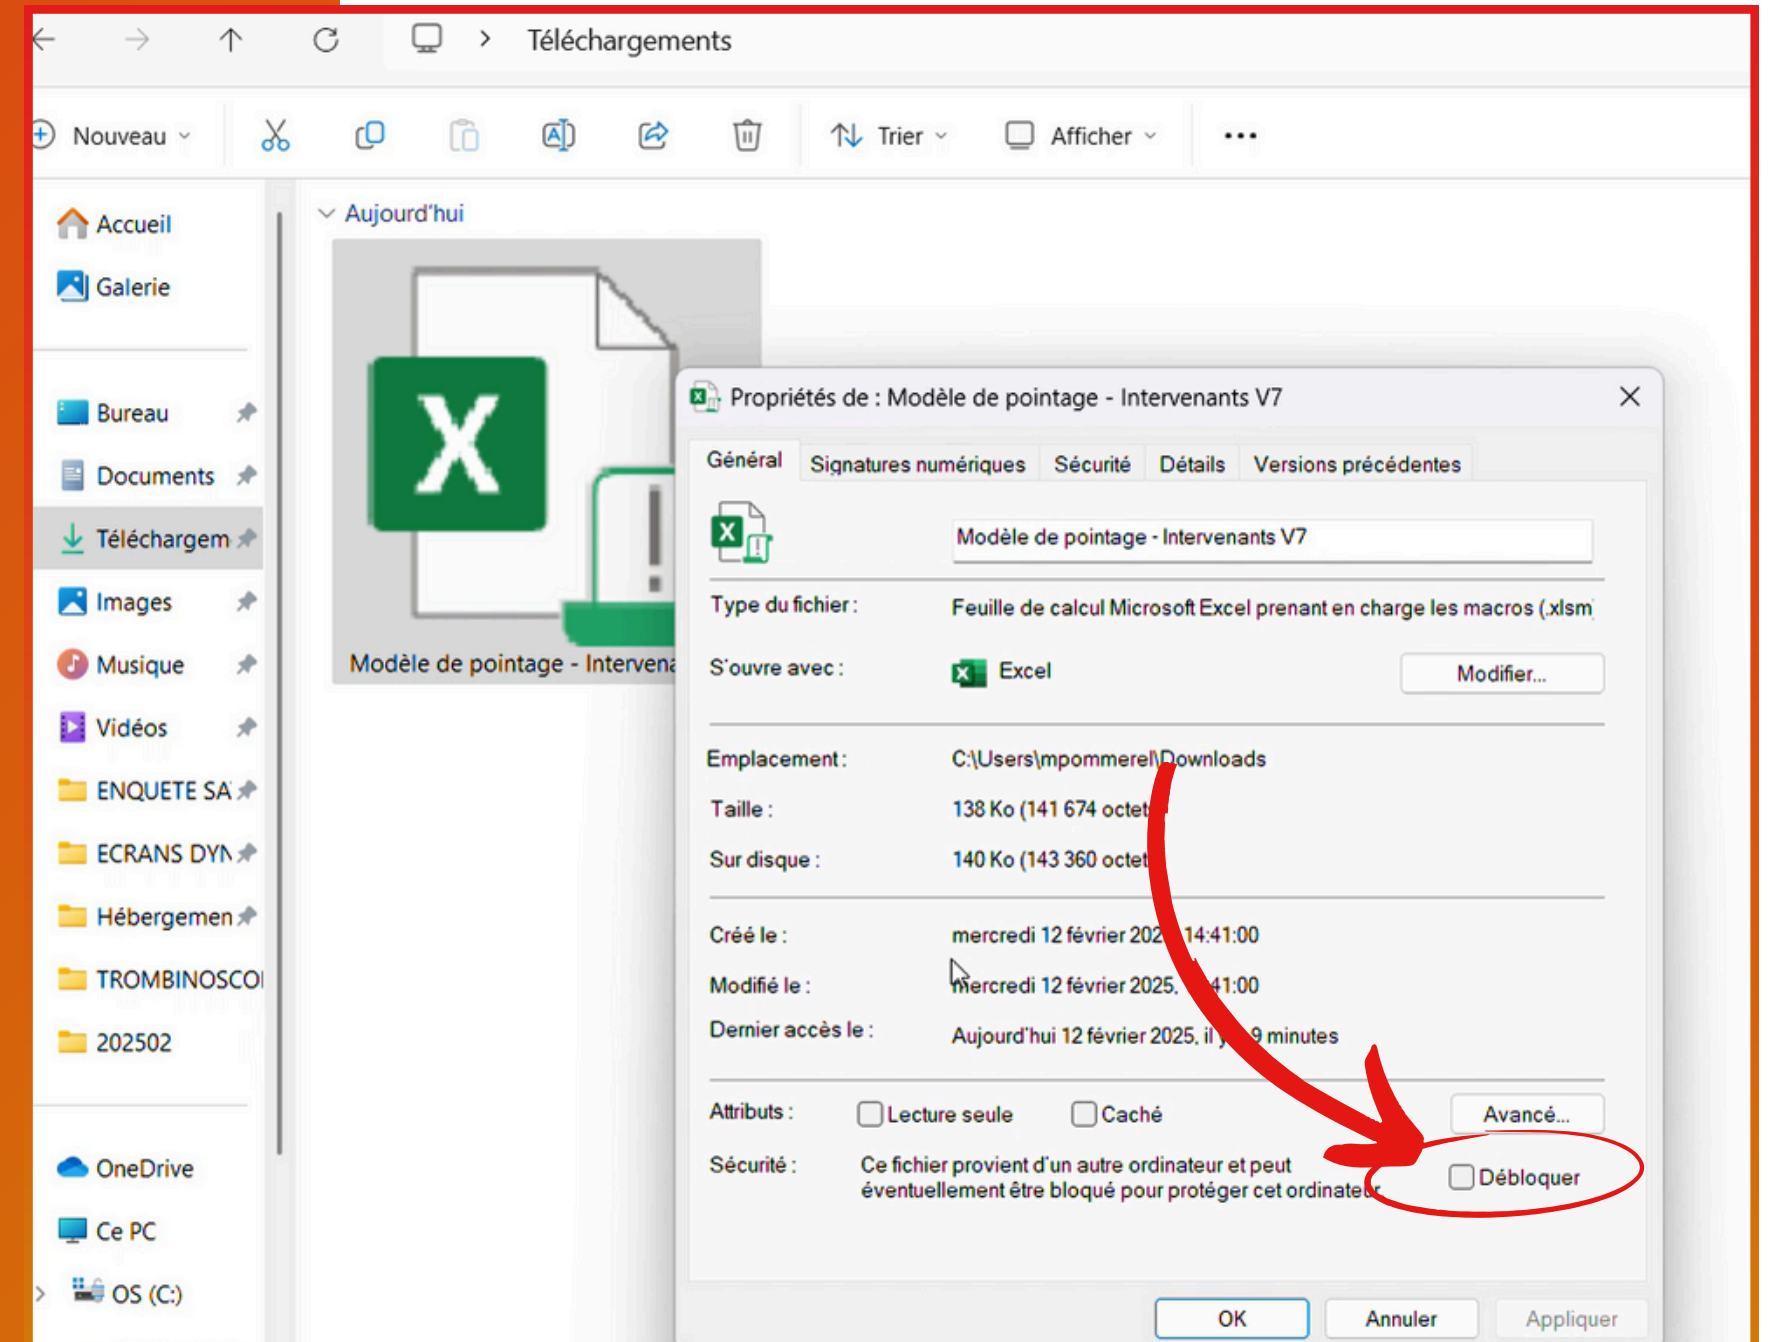 Téléchargements
Nouveau
Trier
Afficher
Accueil
Galerie
Bureau
Documents
Téléchargem
Images
Musique
Vidéos
ENQUETE SA
ECRANS DYN
Hébergemen
TROMBINOSCO
202502
OneDrive
Ce PC
OS (C:)
Aujourd'hui
Modèle de pointage - Intervena
Propriétés de : Modèle de pointage - Intervenants V7
Général Signatures numériques Sécurité Détails Versions précédentes
Modèle de pointage - Intervenants V7
Type du fichier : Feuille de calcul Microsoft Excel prenant en charge les macros (.xlsm
S'ouvre avec : Excel Modifier...
Emplacement : C:\Users\mpommerel\Downloads
Taille : 138 Ko (141 674 octets
Sur disque : 140 Ko (143 360 octet
Créé le : mercredi 12 février 202 14:41:00
Modifié le : mercredi 12 février 2025, 41:00
Dernier accès le : Aujourd'hui 12 février 2025, il y 9 minutes
Attributs : Lecture seule Caché Avancé...
Sécurité : Ce fichier provient d'un autre ordinateur et peut
éventuellement être bloqué pour protéger cet ordinateur.
Débloquer
OK Annuler Appliquer